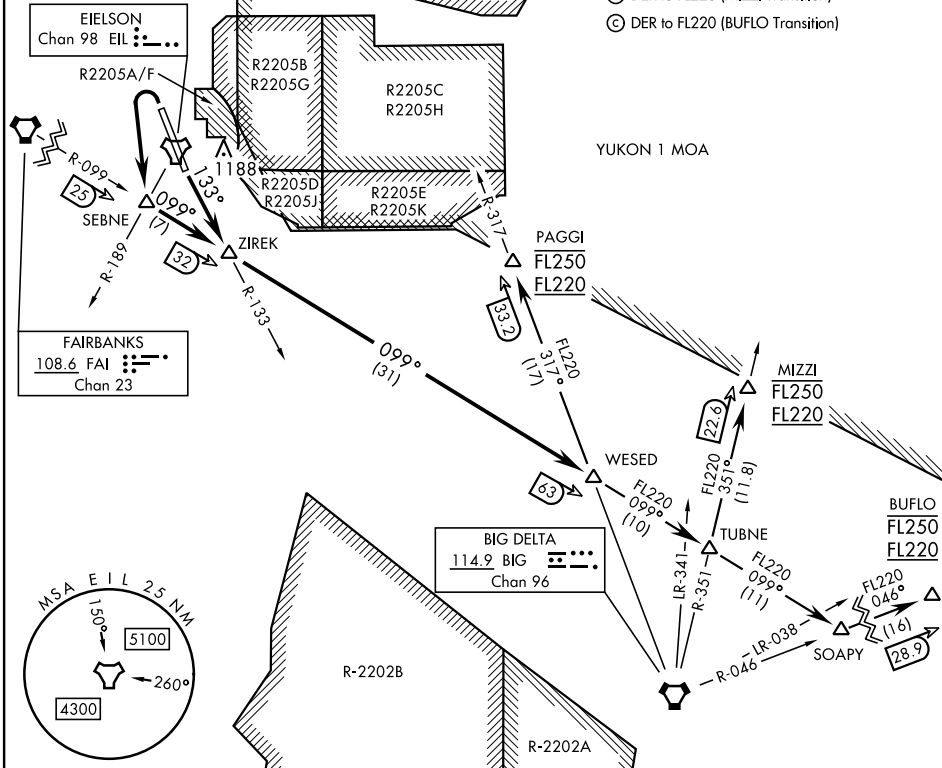 Ⓒ DER to FL220 (BUFLO Transition)
EIELSON
Chan 98 EIL
R2205A/F
R2205B
R2205G
R2205C
R2205H
YUKON 1 MOA
1188
R2205D
R2205J
R2205E
R2205K
R-099
25
SEBNE
099°
(7)
133°
32
ZIREK
R-189
R-133
R-317
PAGGI
FL250
FL220
33.2
FL220
317°
(17)
FAIRBANKS
108.6 FAI
Chan 23
099°
(31)
MIZZI
FL250
FL220
22.6
FL220
351°
(11.8)
WESED
63
FL220
099°
(10)
TUBNE
BUFLO
FL250
FL220
BIG DELTA
114.9 BIG
Chan 96
LR-341
R-351
FL220
099°
(11)
FL220
046°
(16)
LR-038
R-046
SOAPY
28.9
MSA EIL 25 NM
150°
5100
260°
4300
R-2202B
R-2202A